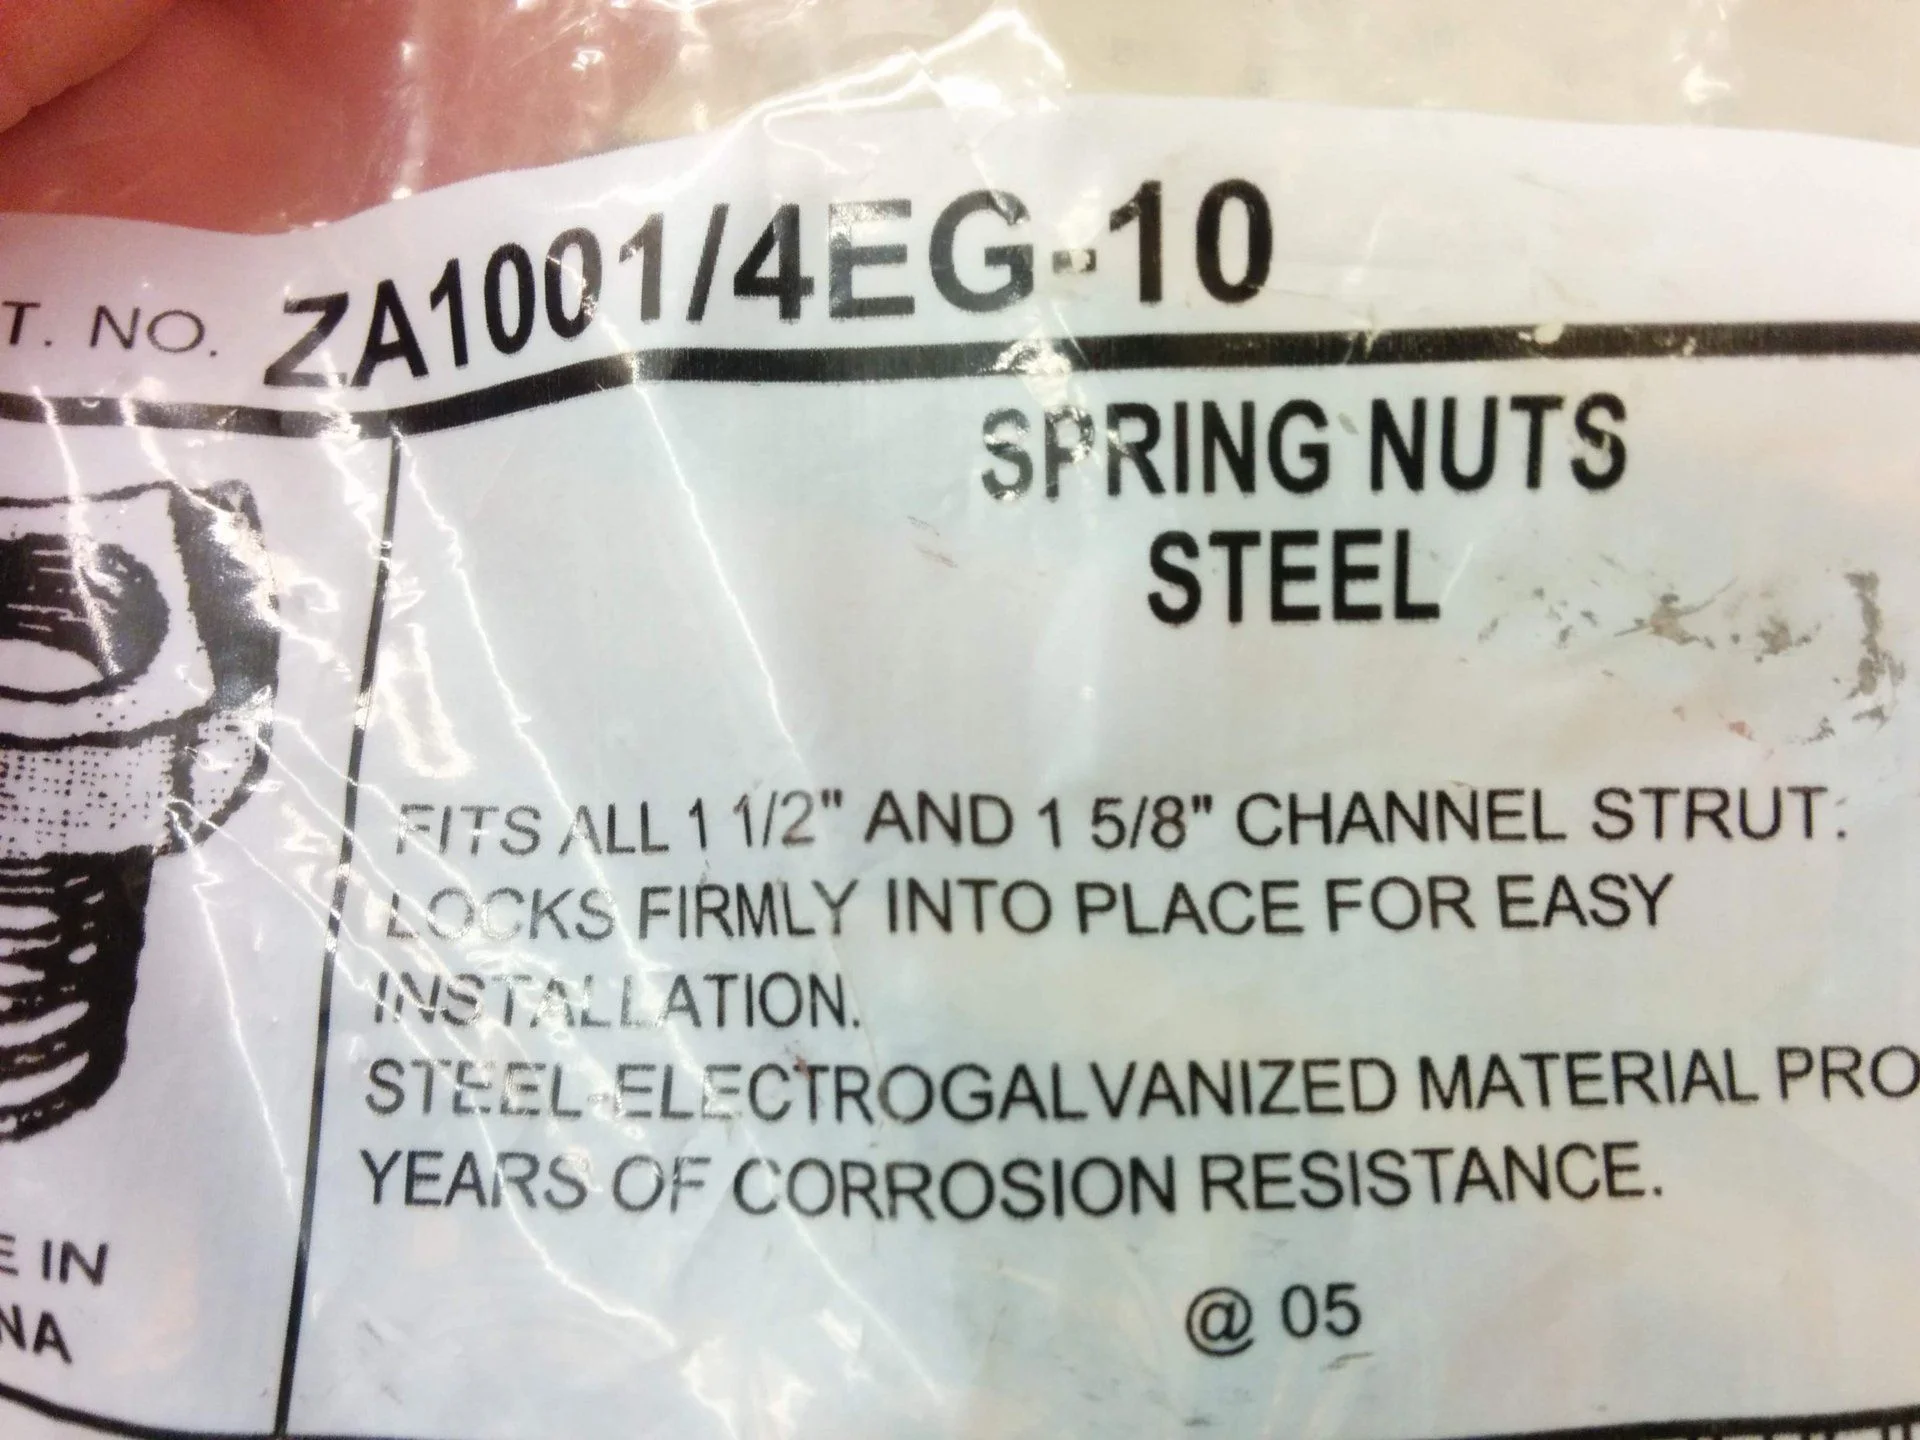 T. NO. ZA1001/4EG-10
SPRING NUTS
STEEL
FITS ALL 1 1/2" AND 1 5/8" CHANNEL STRUT.
LOCKS FIRMLY INTO PLACE FOR EASY
INSTALLATION.
STEEL-ELECTROGALVANIZED MATERIAL PRO
YEARS OF CORROSION RESISTANCE.
@ 05
E IN
NA